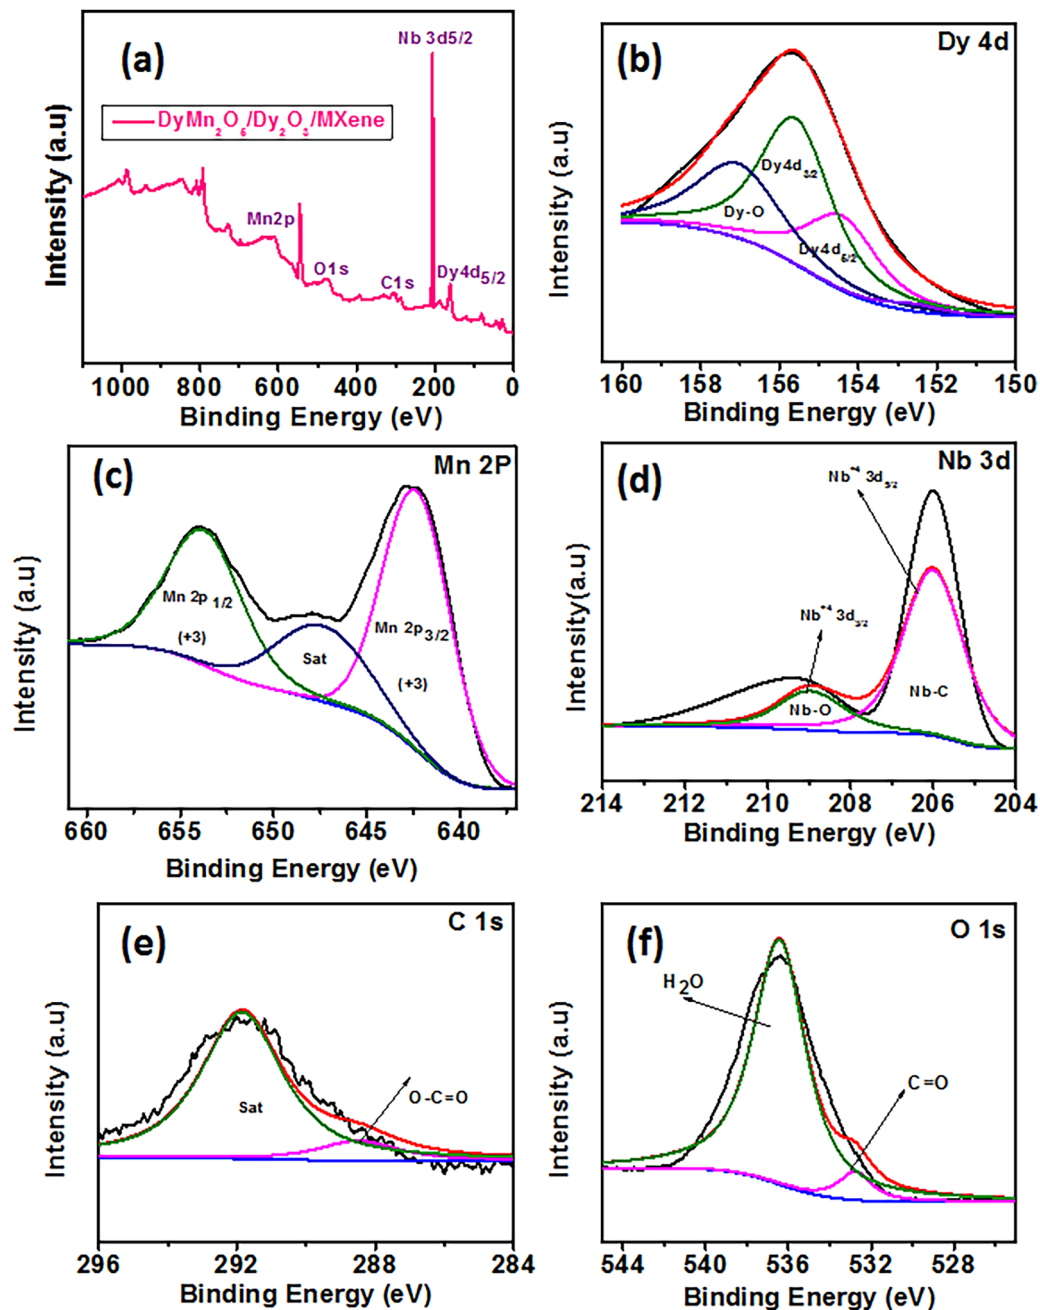 (a)
Nb 3d5/2
DyMn₂O₅/Dy₂O₃/MXene
Mn2p
O1s
C1s
Dy4d5/2
Intensity (a.u)
1000 800 600 400 200 0
Binding Energy (eV)
(b)
Dy 4d
Dy4d3/2
Dy-O
Dy4d5/2
Intensity (a.u)
160 158 156 154 152 150
Binding Energy (eV)
(c)
Mn 2P
Mn 2p 1/2
(+3)
Sat
Mn 2p3/2
(+3)
Intensity (a.u)
660 655 650 645 640
Binding Energy (eV)
(d)
Nb 3d
Nb⁺⁴ 3d5/2
Nb⁺⁴ 3d3/2
Nb-O
Nb-C
Intensity (a.u)
214 212 210 208 206 204
Binding Energy (eV)
(e)
C 1s
Sat
O-C=O
Intensity (a.u)
296 292 288 284
Binding Energy (eV)
(f)
O 1s
H₂O
C=O
Intensity (a.u)
544 540 536 532 528
Binding Energy (eV)